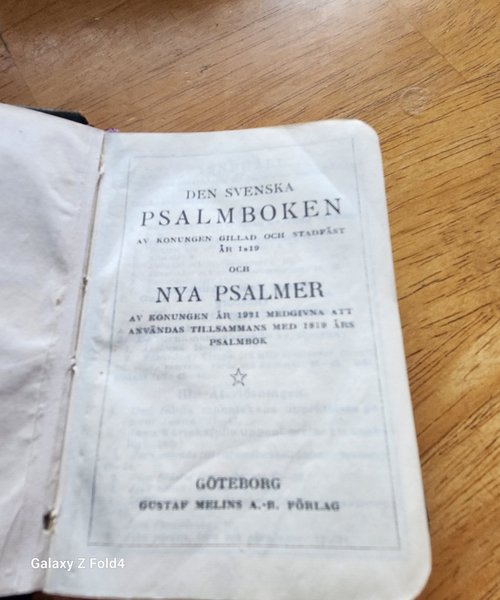 DEN SVENSKA
PSALMBOKEN
AV KONUNGEN GILLAD OCH STADFÄST
ÅR 1819
OCH
NYA PSALMER
AV KONUNGEN ÅR 1921 MEDGIVNA ATT
ANVÄNDAS TILLSAMMANS MED 1819 ÅRS
PSALMBOK
GÖTEBORG
GUSTAF MELINS A.-B. FÖRLAG
Galaxy Z Fold4